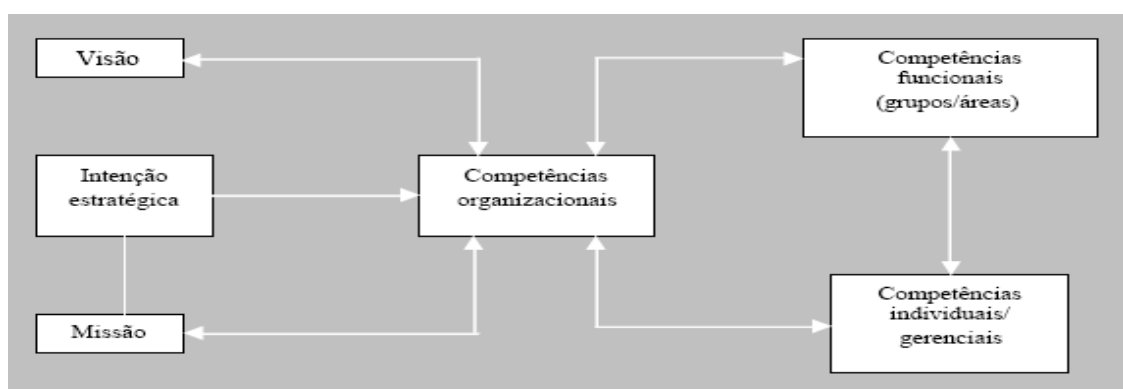 Visão
Intenção
estratégica
Missão
Competências
organizacionais
Competências
funcionais
(grupos/áreas)
Competências
individuais/
gerenciais